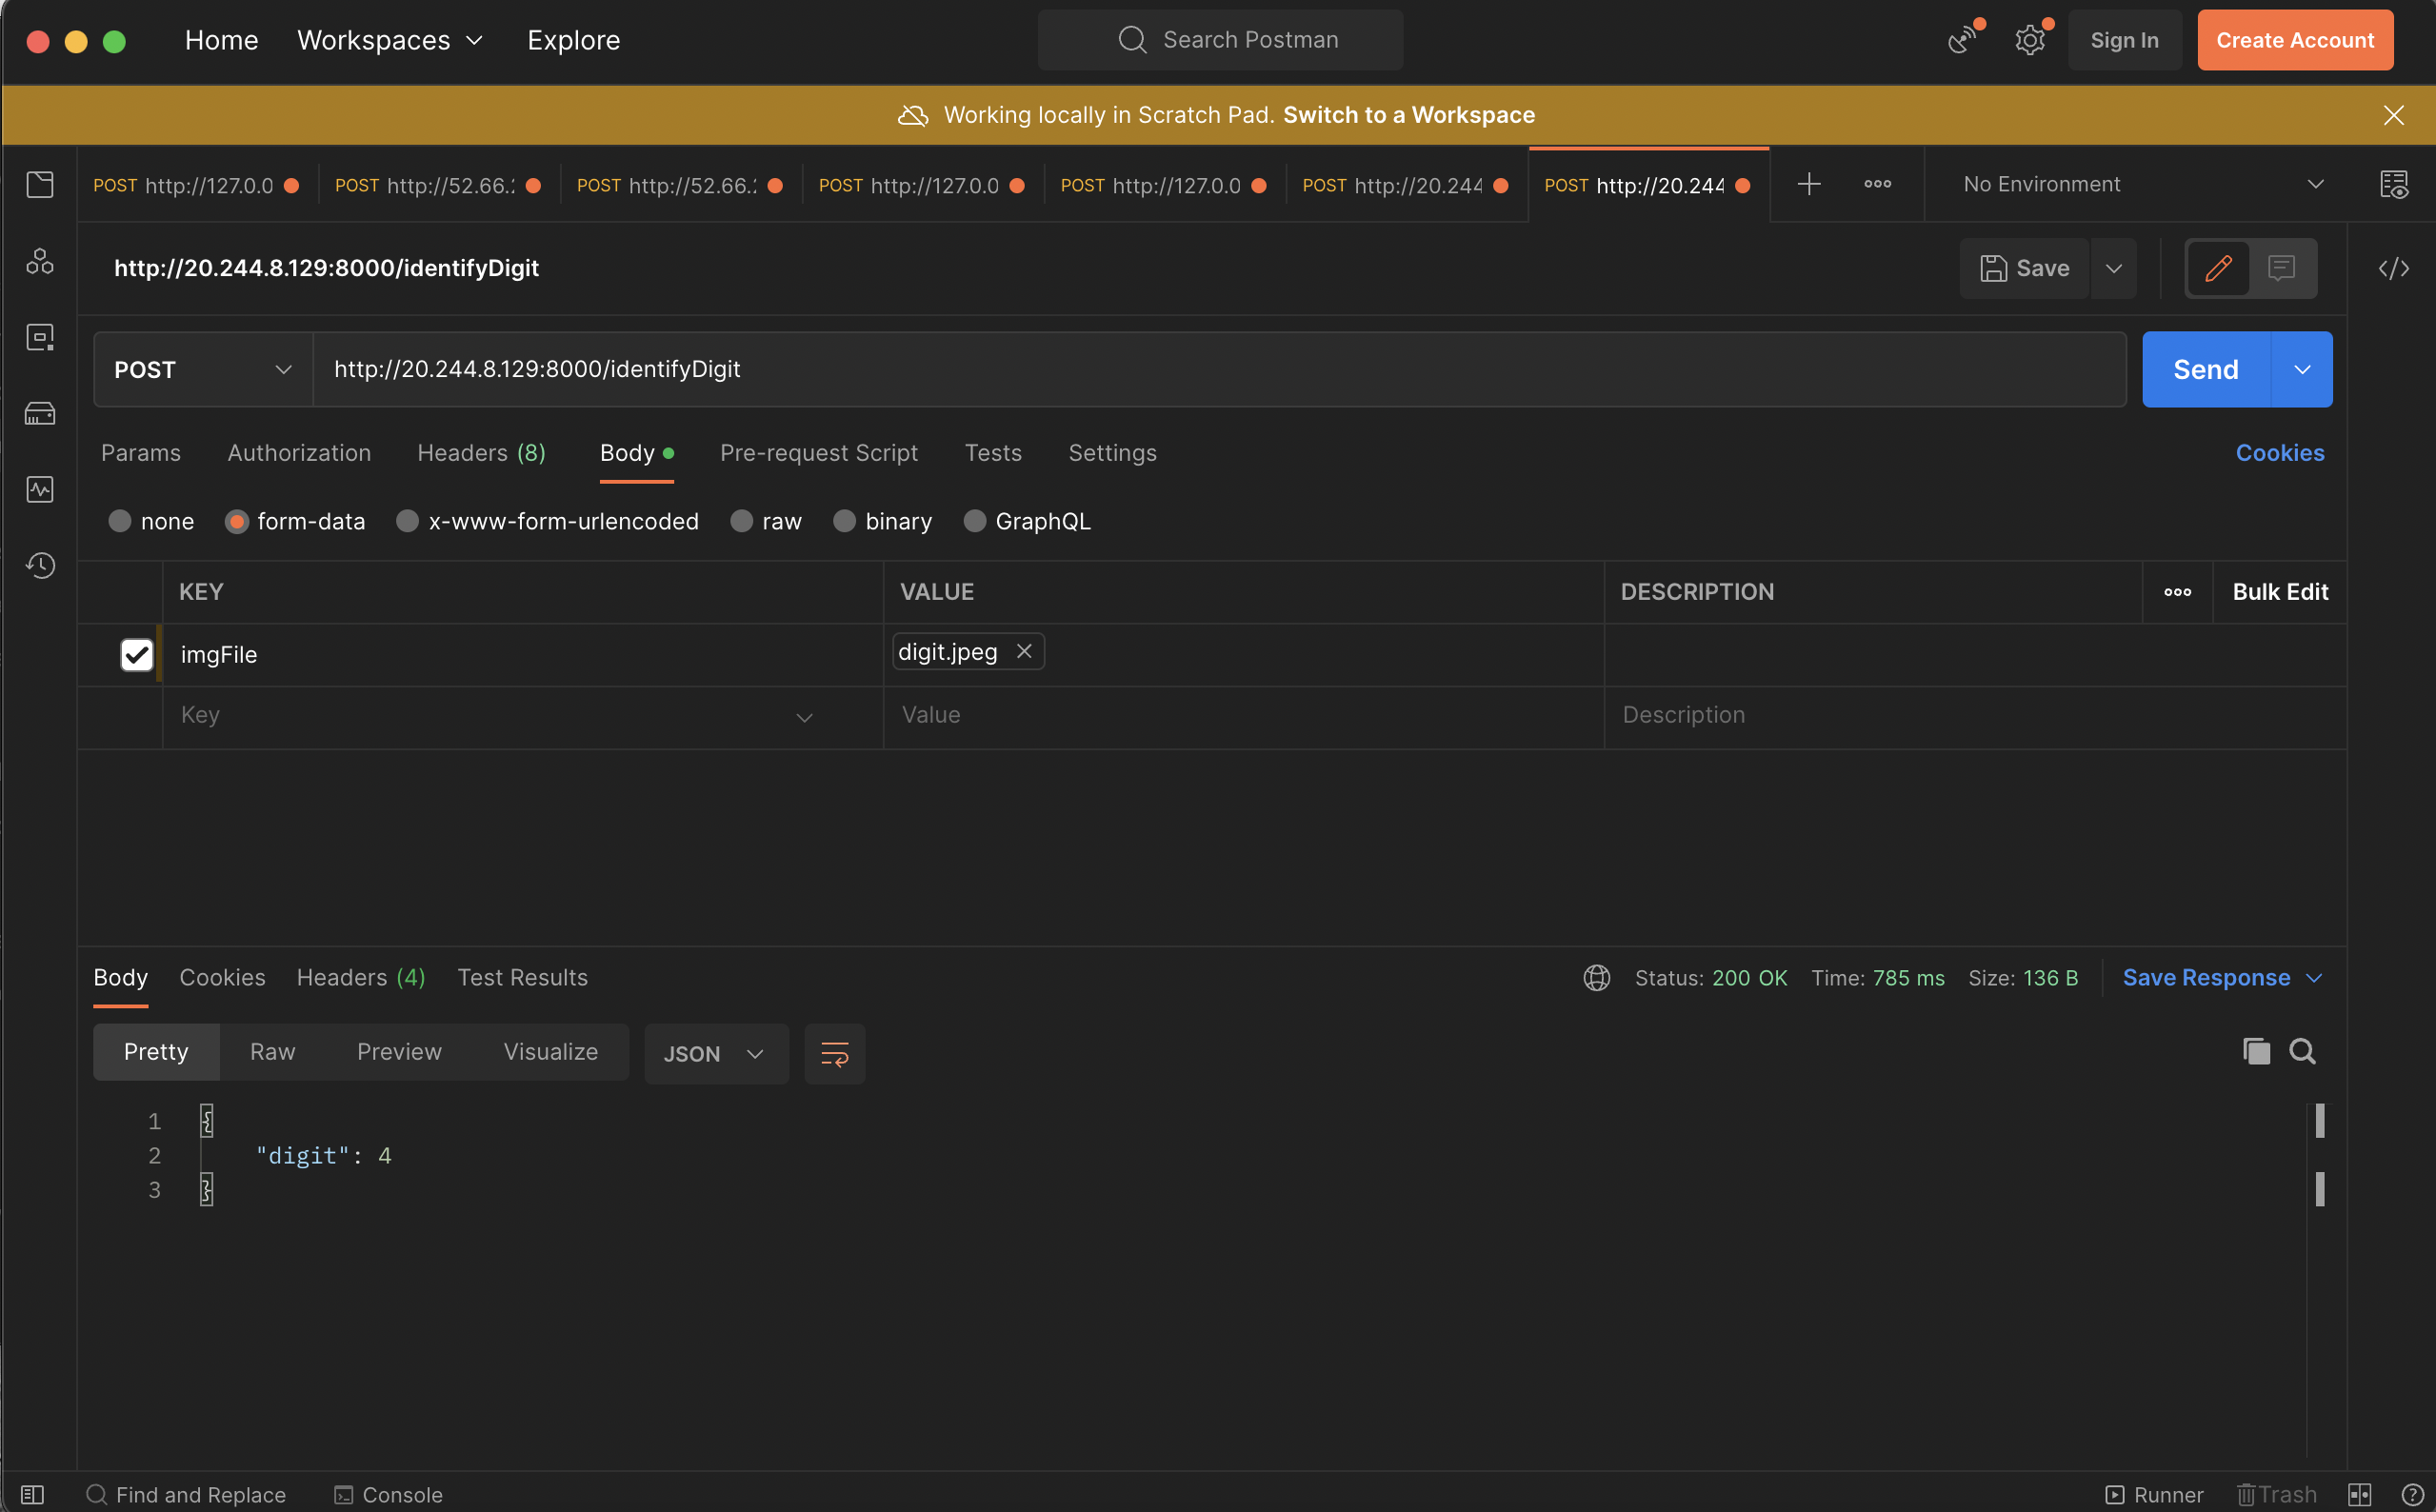 Home Workspaces Explore Search Postman Sign In Create Account
Working locally in Scratch Pad. Switch to a Workspace
POST http://127.0.0 POST http://52.66.: POST http://52.66.: POST http://127.0.0 POST http://127.0.0 POST http://20.244 POST http://20.244 No Environment
http://20.244.8.129:8000/identifyDigit Save
POST http://20.244.8.129:8000/identifyDigit Send
Params Authorization Headers (8) Body Pre-request Script Tests Settings Cookies
none form-data x-www-form-urlencoded raw binary GraphQL
KEY VALUE DESCRIPTION Bulk Edit
imgFile digit.jpeg
Key Value Description
Body Cookies Headers (4) Test Results Status: 200 OK Time: 785 ms Size: 136 B Save Response
Pretty Raw Preview Visualize JSON
1 {
2 "digit": 4
3 }
Find and Replace Console Runner Trash